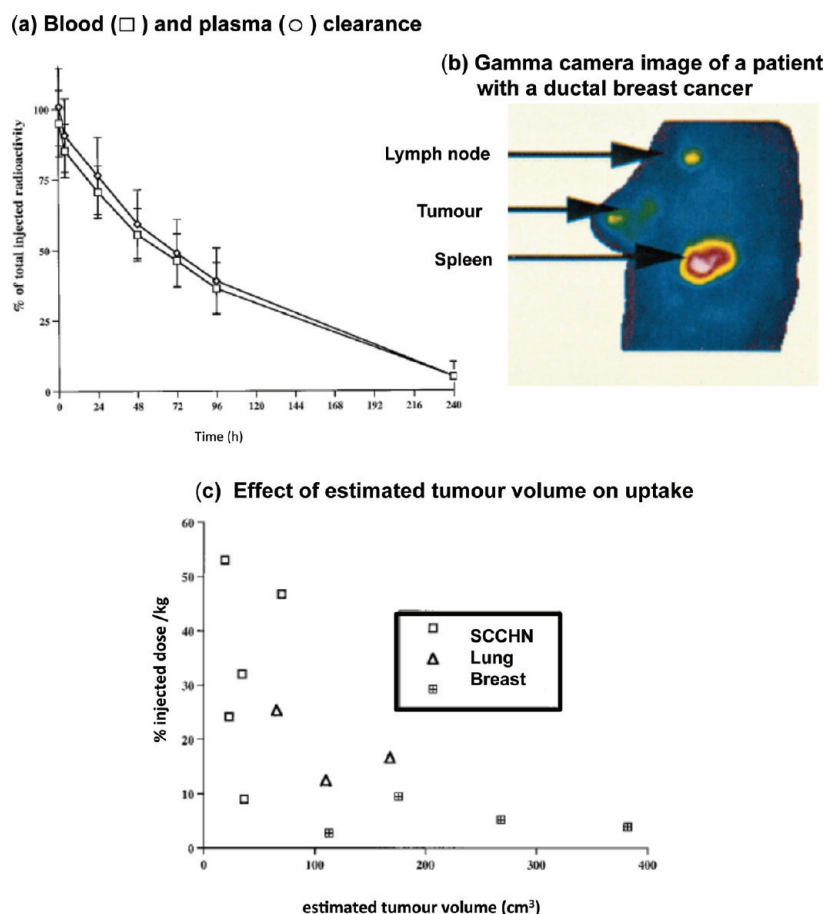 (a) Blood (□ ) and plasma (○ ) clearance
% of total injected radioactivity
100
75
50
25
0
0 24 48 72 96 120 144 168 192 216 240
Time (h)
(b) Gamma camera image of a patient
with a ductal breast cancer
Lymph node
Tumour
Spleen
(c) Effect of estimated tumour volume on uptake
% injected dose /kg
60
50
40
30
20
10
0
SCCHN
Lung
Breast
0 100 200 300 400
estimated tumour volume (cm³)